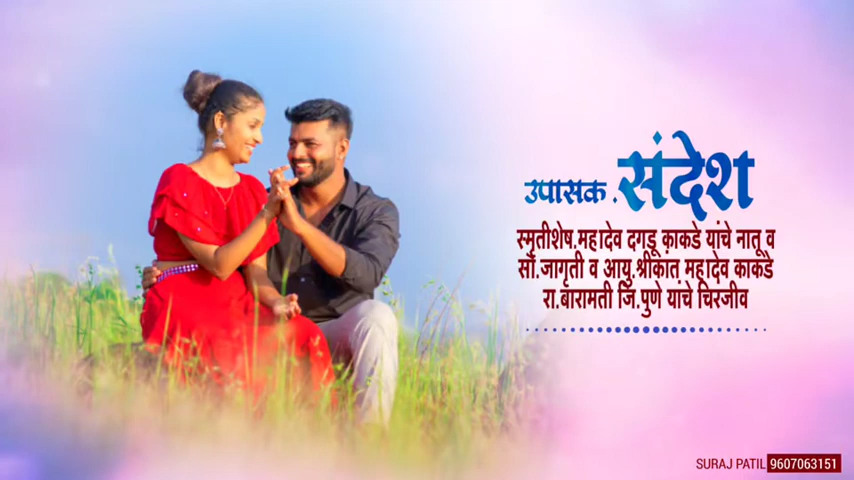 उपासक .संदेश
स्मृतीशेष.महादेव दगडू काकडे यांचे नातू व
सौ.जागृती व आयु.श्रीकांत महादेव काकडे
रा.बारामती जि.पुणे यांचे चिरंजीव
SURAJ PATIL 9607063151